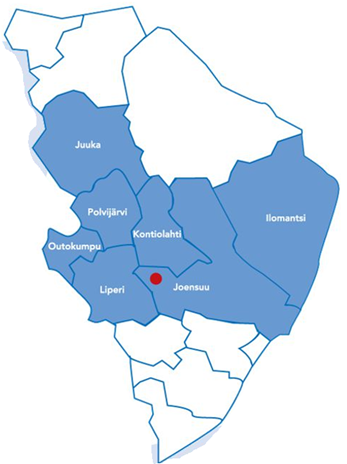 Juuka
Polvijärvi
Kontiolahti
Ilomantsi
Outokumpu
Liperi
Joensuu